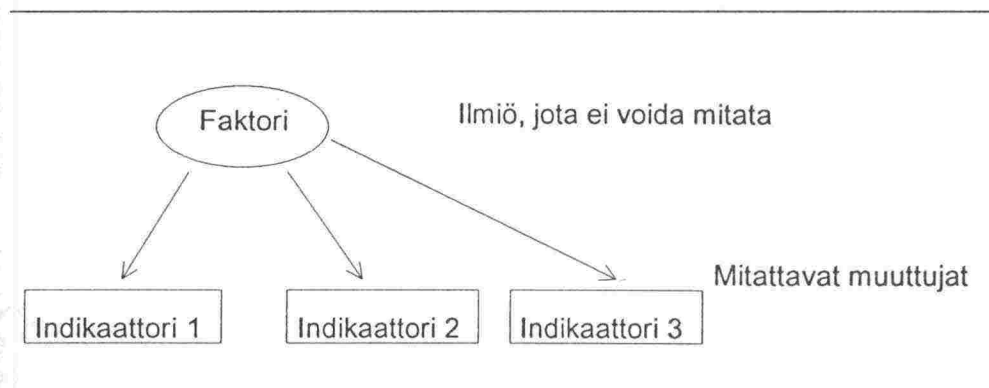 Faktori
Ilmiö, jota ei voida mitata
Mitattavat muuttujat
Indikaattori 1
Indikaattori 2
Indikaattori 3